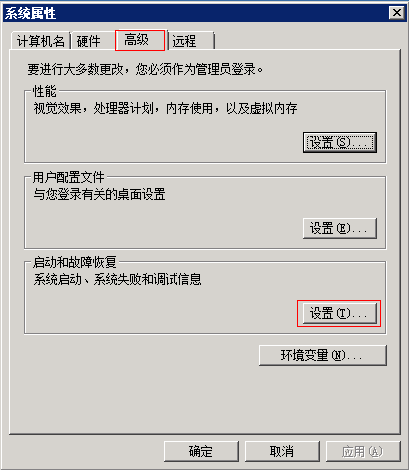 系统属性
计算机名 硬件 高级 远程
要进行大多数更改，您必须作为管理员登录。
性能
视觉效果，处理器计划，内存使用，以及虚拟内存
设置(S)...
用户配置文件
与您登录有关的桌面设置
设置(E)...
启动和故障恢复
系统启动、系统失败和调试信息
设置(T)...
环境变量(N)...
确定 取消 应用(A)